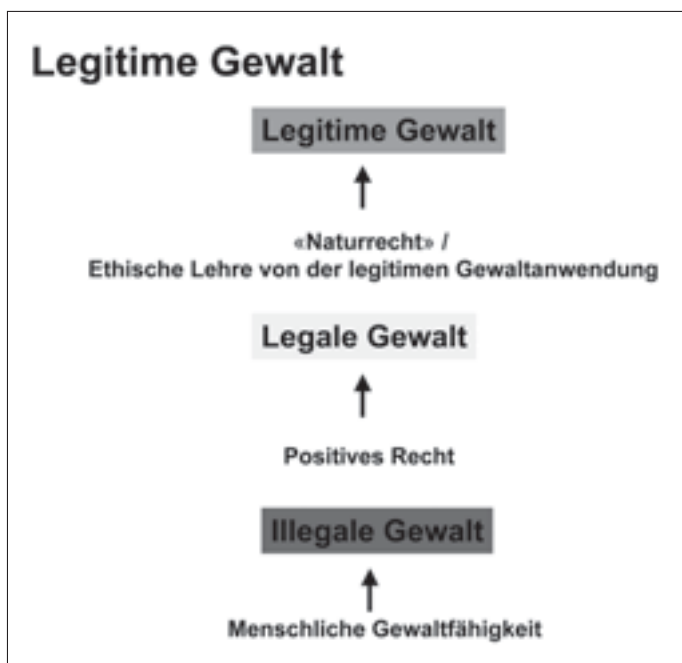 Legitime Gewalt
Legitime Gewalt
«Naturrecht» /
Ethische Lehre von der legitimen Gewaltanwendung
Legale Gewalt
Positives Recht
Illegale Gewalt
Menschliche Gewaltfähigkeit